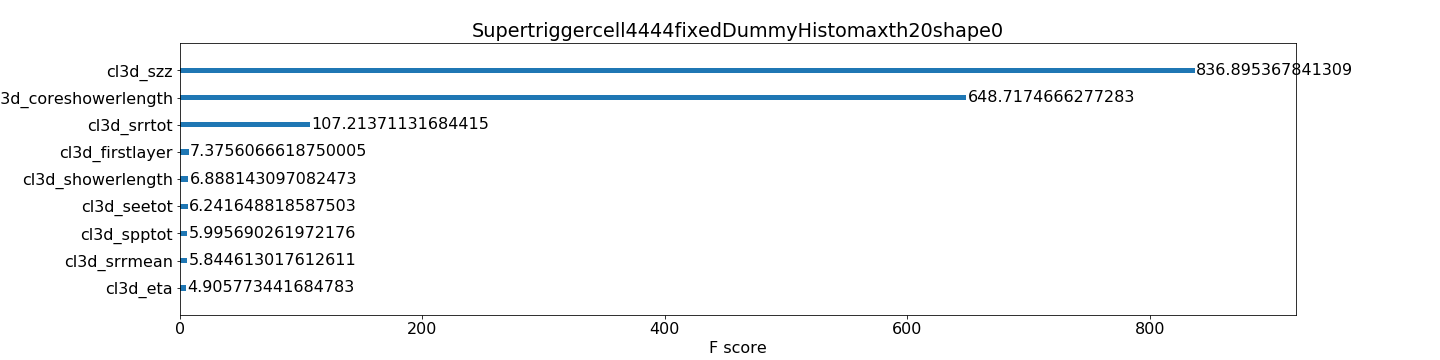 Supertriggercell4444fixedDummyHistomaxth20shape0
cl3d_szz 836.895367841309
3d_coreshowerlength 648.7174666277283
cl3d_srrtot 107.21371131684415
cl3d_firstlayer 7.3756066618750005
cl3d_showerlength 6.888143097082473
cl3d_seetot 6.241648818587503
cl3d_spptot 5.995690261972176
cl3d_srrmean 5.844613017612611
cl3d_eta 4.905773441684783
0 200 400 600 800
F score